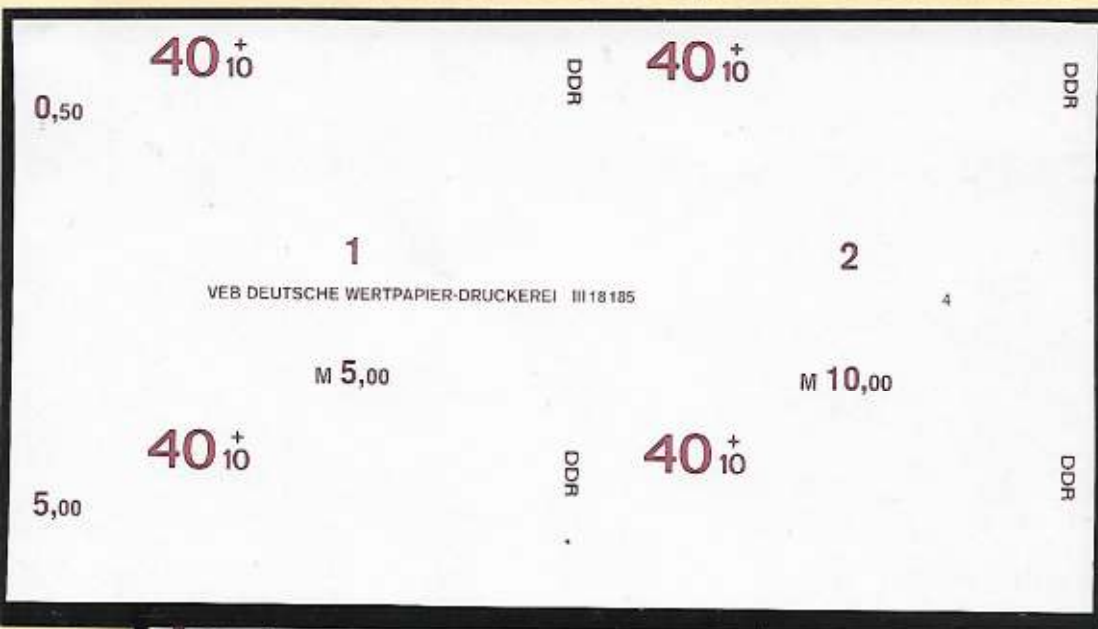 40 + 10 DDR 40 + 10 DDR
0,50
1 2
VEB DEUTSCHE WERTPAPIER-DRUCKEREI III 18 185 4
M 5,00 M 10,00
40 + 10 DDR 40 + 10 DDR
5,00